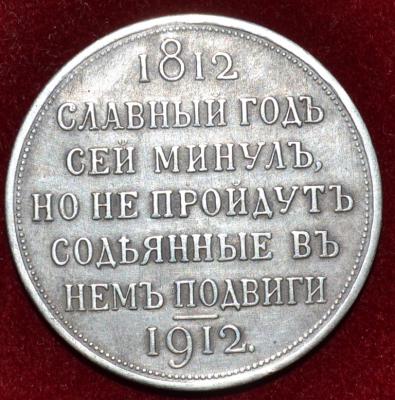 1812
СЛАВНЫЙ ГОДЪ
СЕЙ МИНУЛЪ,
НО НЕ ПРОЙДУТЪ
СОДѢЯННЫЕ ВЪ
НЕМЪ ПОДВИГИ
1912.